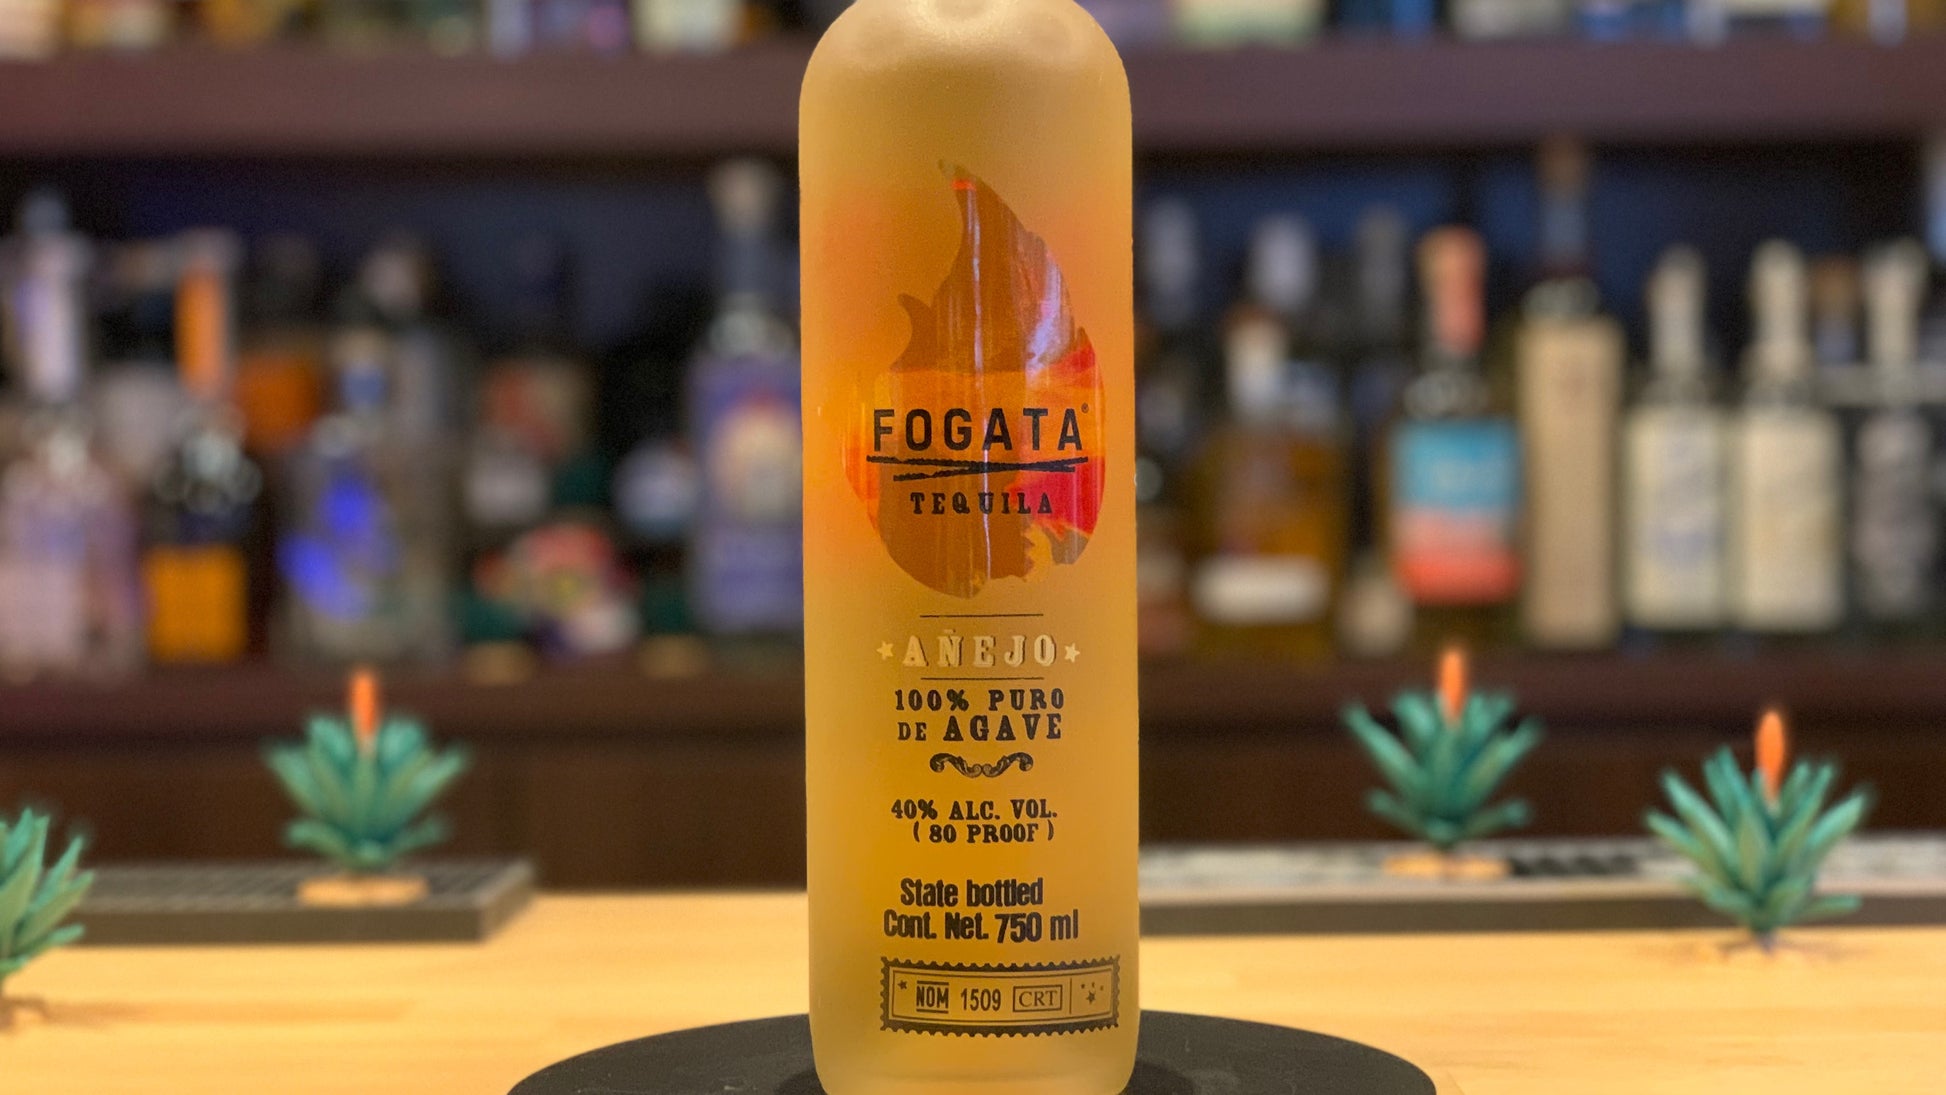 FOGATA®
TEQUILA
AÑEJO
100% PURO
DE AGAVE
40% ALC. VOL.
( 80 PROOF )
State bottled
Cont. Net. 750 ml
NOM 1509 CRT